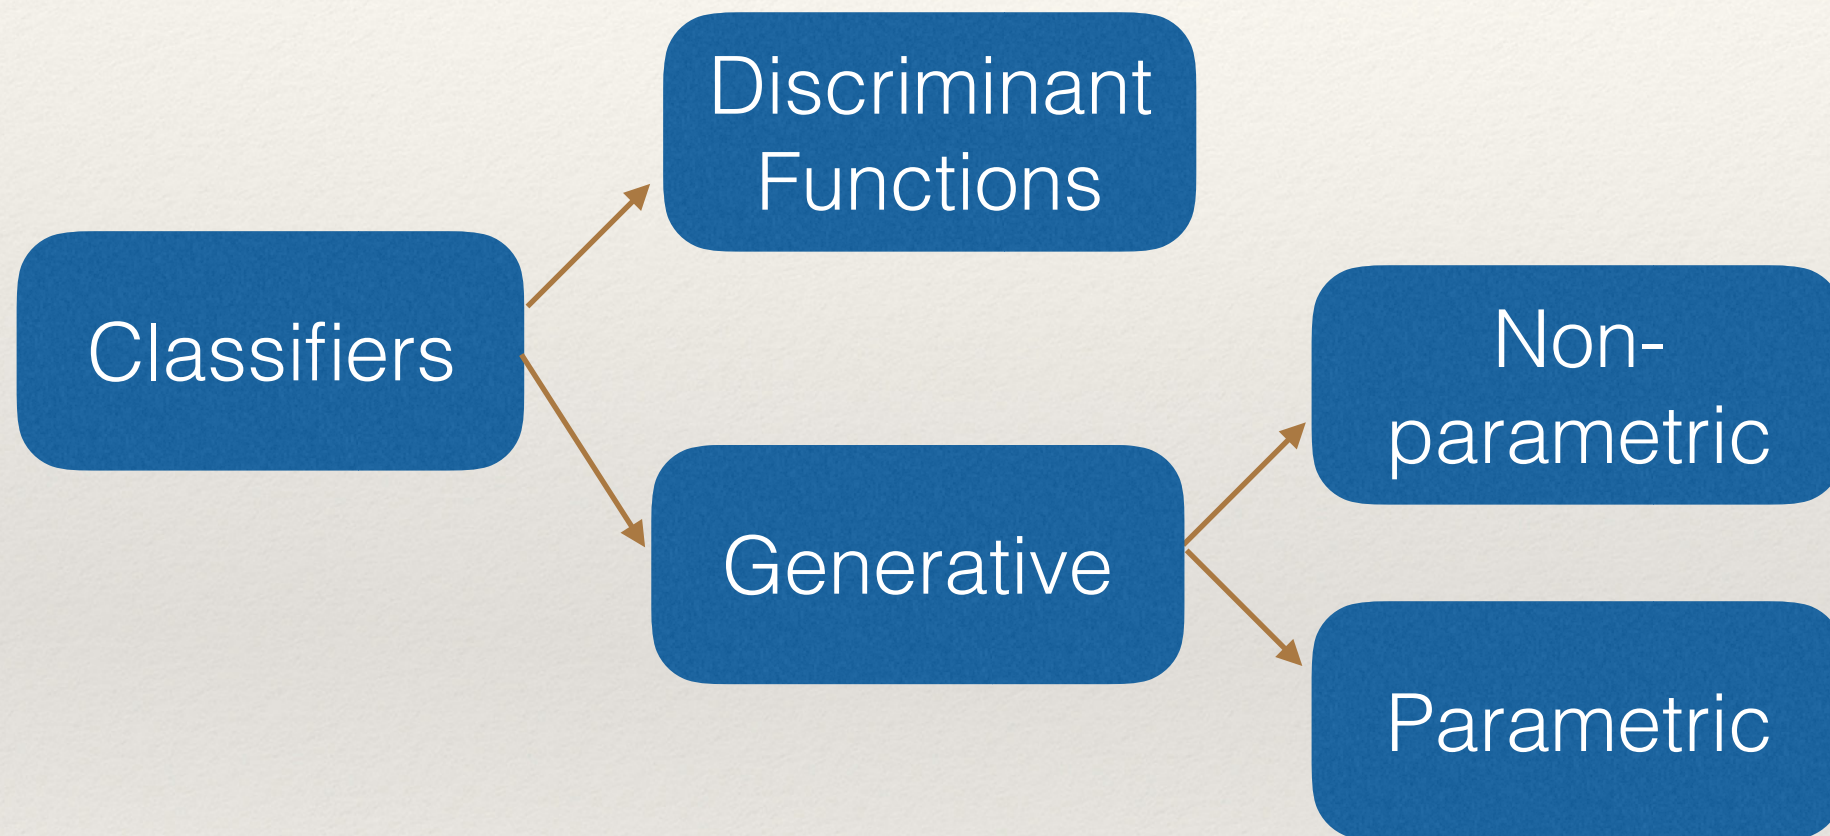 Discriminant
Functions
Classifiers
Non-
parametric
Generative
Parametric